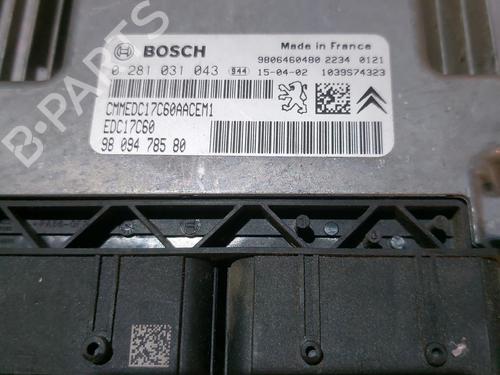 BOSCH
Made in France
9806460480 2234 0121
0 281 031 043 944 15-04-02 1039S74323
CMMEDC17C60AACEM1
EDC17C60
98 094 785 80